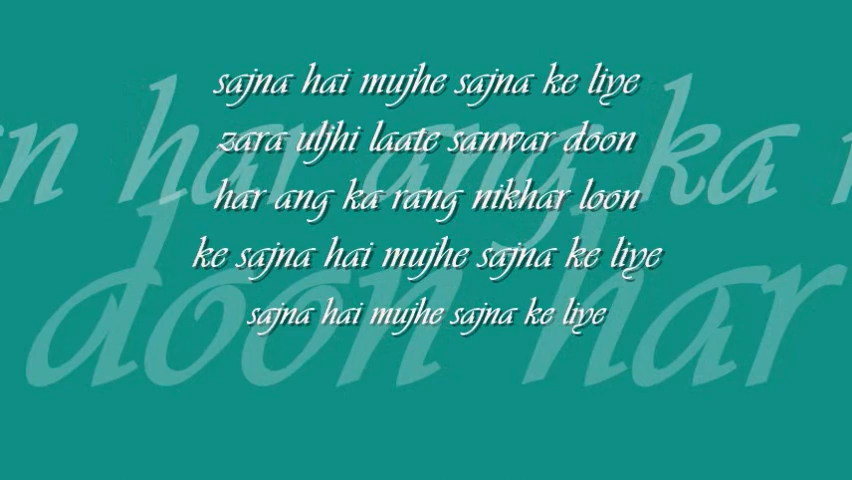 sajna hai mujhe sajna ke liye
zara uljhi laate sanwar doon
har ang ka rang nikhar loon
ke sajna hai mujhe sajna ke liye
sajna hai mujhe sajna ke liye
har ang ka
doon har